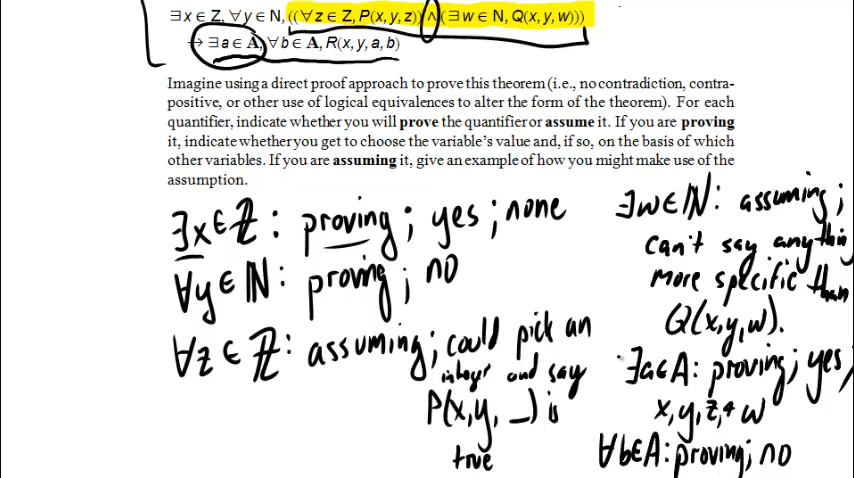 ∃x ∈ Z, ∀y ∈ N, ((∀z ∈ Z, P(x, y, z)) ∧ (∃w ∈ N, Q(x, y, w)))
→ ∃a ∈ A, ∀b ∈ A, R(x, y, a, b)
Imagine using a direct proof approach to prove this theorem (i.e., no contradiction, contra-
positive, or other use of logical equivalences to alter the form of the theorem). For each
quantifier, indicate whether you will prove the quantifier or assume it. If you are proving
it, indicate whether you get to choose the variable's value and, if so, on the basis of which
other variables. If you are assuming it, give an example of how you might make use of the
assumption.
∃x ∈ Z : proving ; yes ; none
∀y ∈ N : proving ; no
∀z ∈ Z : assuming ; could pick an
integer and say
P(x, y, _) is
true
∃w ∈ N : assuming ;
can't say anything
more specific than
Q(x, y, w).
∃a ∈ A : proving ; yes ;
x, y, z, + w
∀b ∈ A : proving ; no